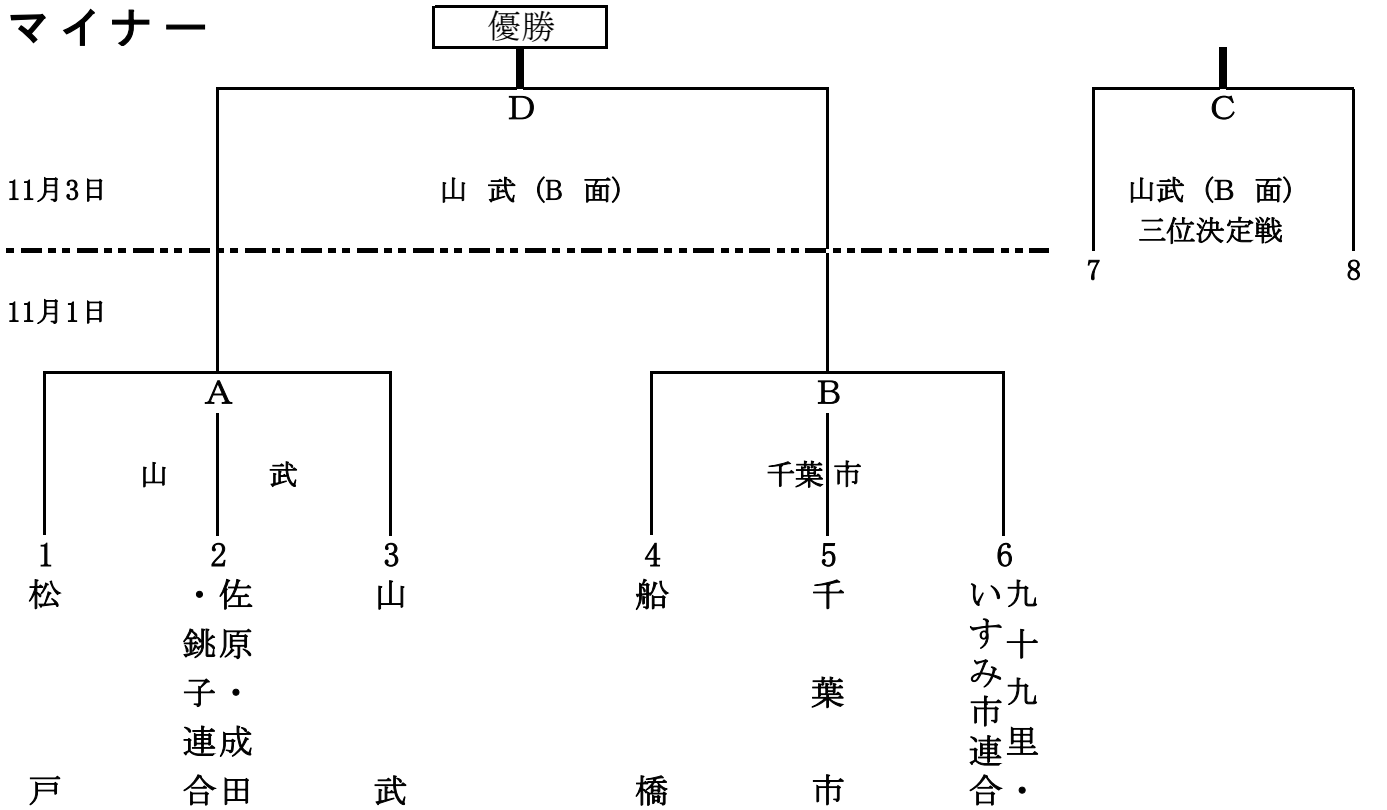 マイナー
優勝
D
C
11月3日
山 武 (B 面)
山武 (B 面)
三位決定戦
7
8
11月1日
A
B
山 武
千葉市
1
2
3
4
5
6
松戸
佐原・成田
・銚子連合
山武
船橋
千葉市
九十九里・
いすみ市連合